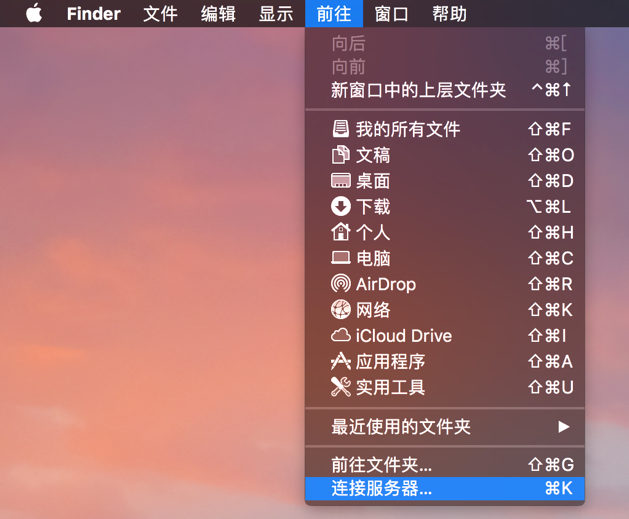 Finder 文件 编辑 显示 前往 窗口 帮助
向后 ⌘[
向前 ⌘]
新窗口中的上层文件夹 ^⌘↑
我的所有文件 ⇧⌘F
文稿 ⇧⌘O
桌面 ⇧⌘D
下载 ⌥⌘L
个人 ⇧⌘H
电脑 ⇧⌘C
AirDrop ⇧⌘R
网络 ⇧⌘K
iCloud Drive ⇧⌘I
应用程序 ⇧⌘A
实用工具 ⇧⌘U
最近使用的文件夹 ▶
前往文件夹... ⇧⌘G
连接服务器... ⌘K